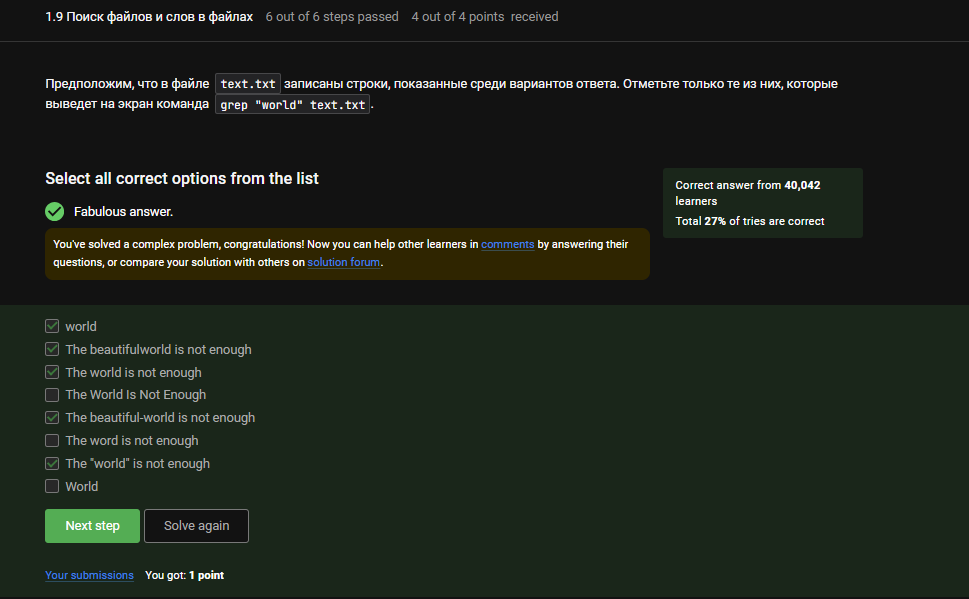 1.9 Поиск файлов и слов в файлах 6 out of 6 steps passed 4 out of 4 points received
Предположим, что в файле text.txt записаны строки, показанные среди вариантов ответа. Отметьте только те из них, которые
выведет на экран команда grep "world" text.txt.
Select all correct options from the list
Fabulous answer.
You've solved a complex problem, congratulations! Now you can help other learners in comments by answering their
questions, or compare your solution with others on solution forum.
Correct answer from 40,042
learners
Total 27% of tries are correct
world
The beautifulworld is not enough
The world is not enough
The World Is Not Enough
The beautiful-world is not enough
The word is not enough
The "world" is not enough
World
Next step Solve again
Your submissions You got: 1 point